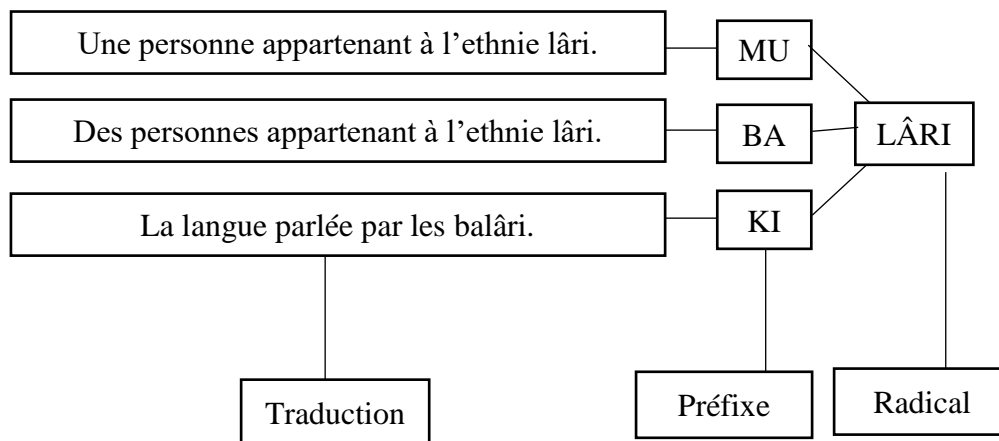 Une personne appartenant à l’ethnie lâri.
MU
Des personnes appartenant à l’ethnie lâri.
BA
LÂRI
La langue parlée par les balâri.
KI
Traduction
Préfixe
Radical